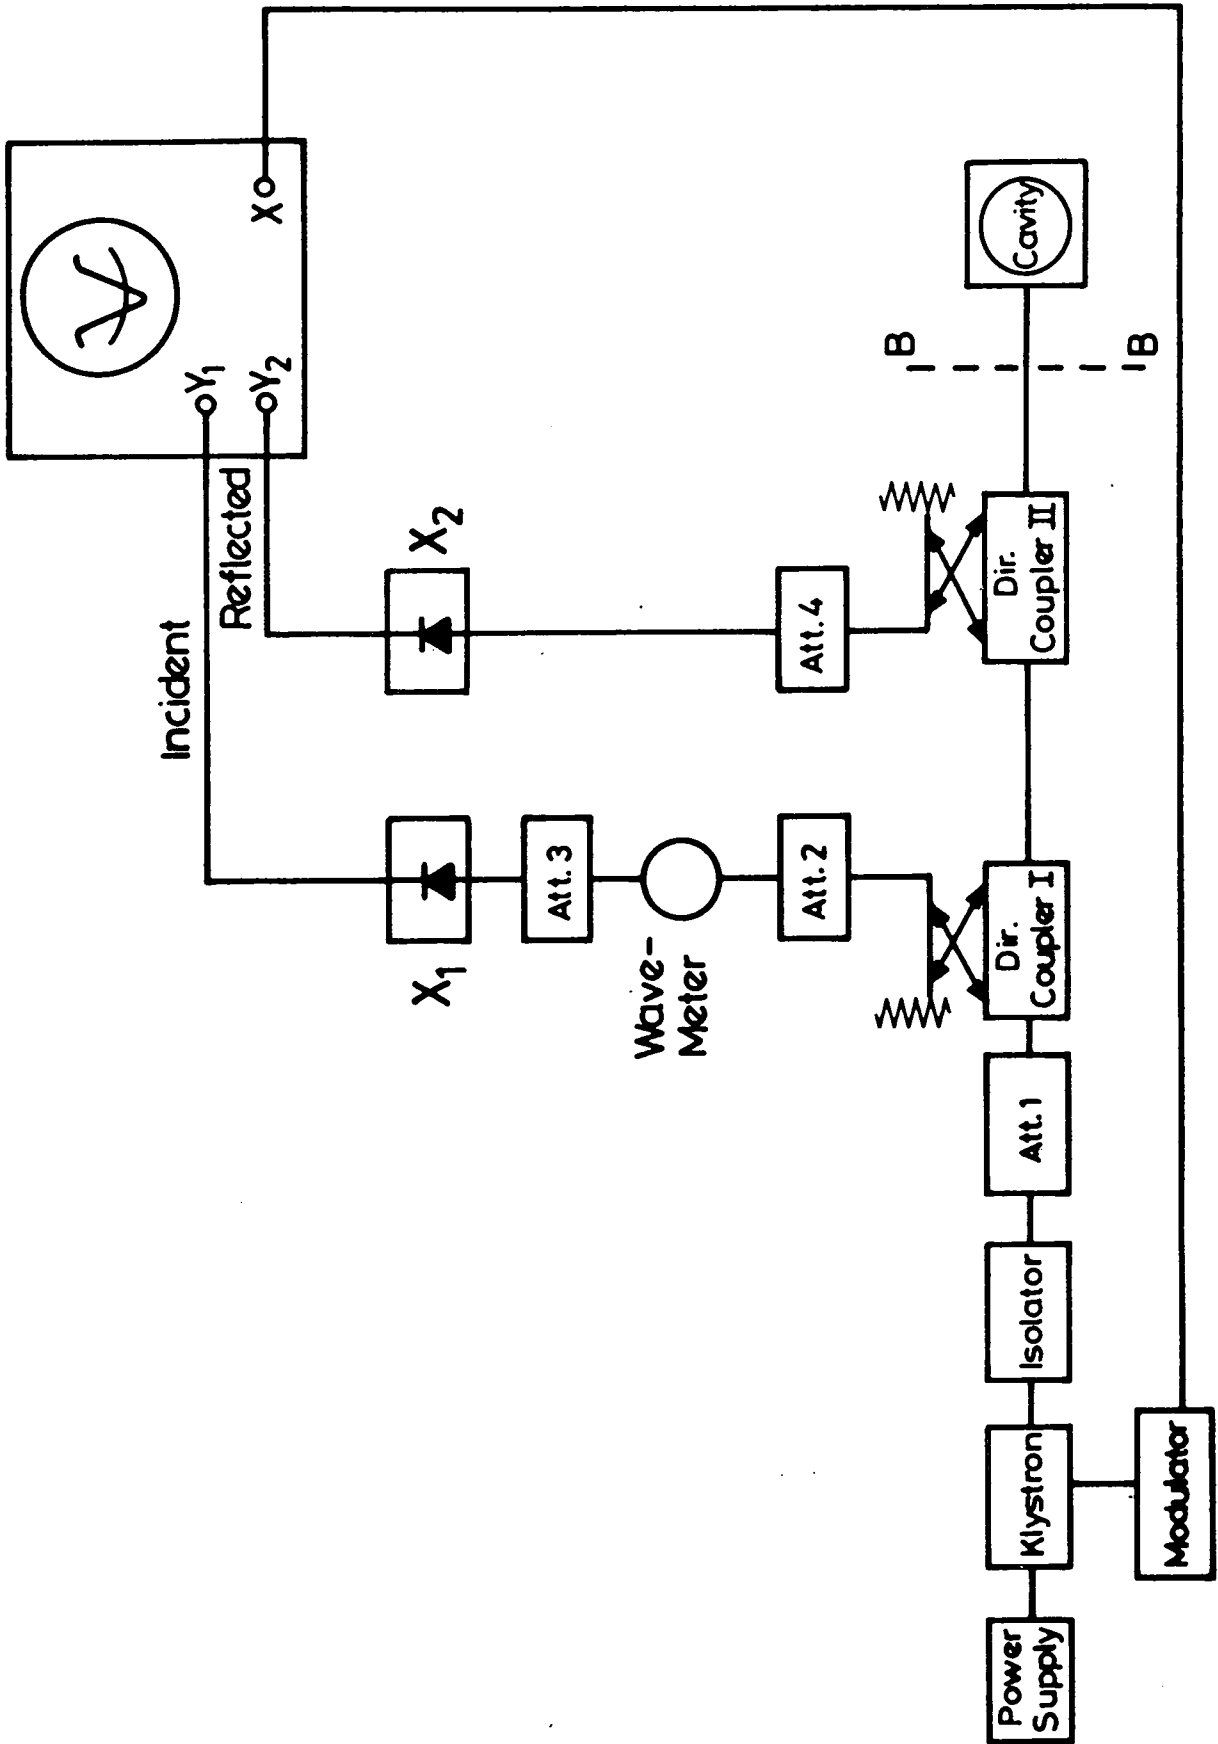 X
Y1
Y2
Incident
Reflected
X1
X2
Att. 3
Wave-
Meter
Att. 2
Att. 4
B
B
Power
Supply
Klystron
Isolator
Att. 1
Dir.
Coupler I
Dir.
Coupler II
Cavity
Modulator